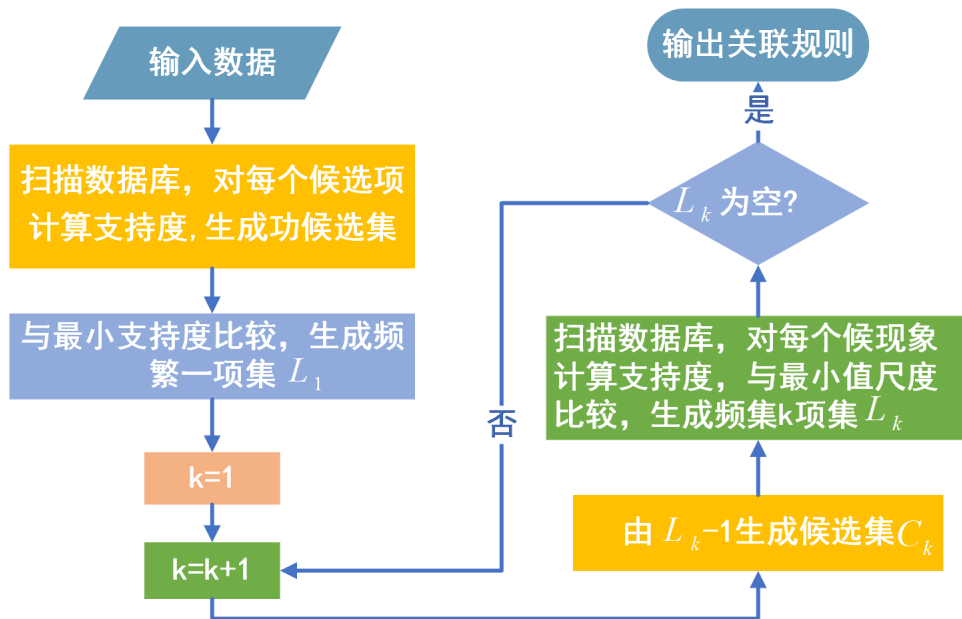 输入数据
扫描数据库，对每个候选项
计算支持度,生成功候选集
与最小支持度比较，生成频
繁一项集 L₁
k=1
k=k+1
由 Lₖ-1生成候选集Cₖ
扫描数据库，对每个候现象
计算支持度，与最小值尺度
比较，生成频集k项集 Lₖ
Lₖ 为空?
否
是
输出关联规则